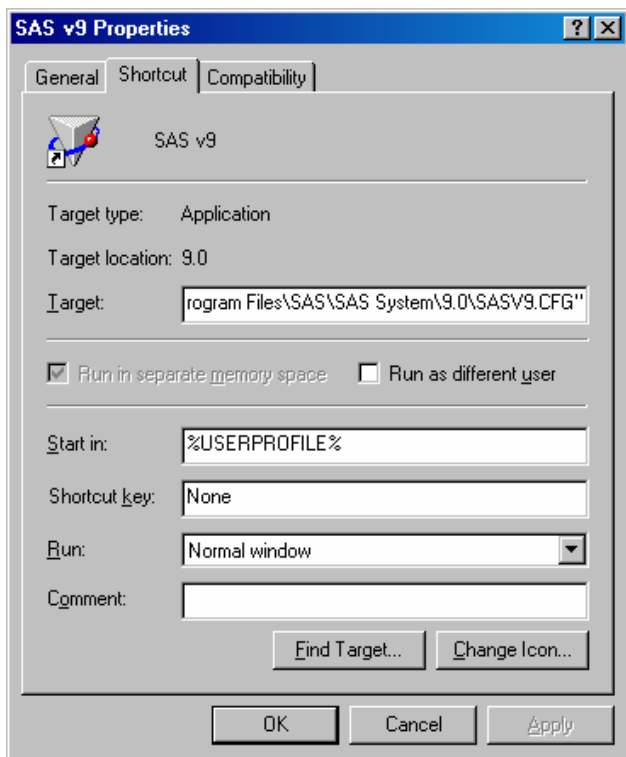 SAS v9 Properties
General Shortcut Compatibility
SAS v9
Target type: Application
Target location: 9.0
Target: rogram Files\SAS\SAS System\9.0\SASV9.CFG"
Run in separate memory space Run as different user
Start in: %USERPROFILE%
Shortcut key: None
Run: Normal window
Comment:
Find Target... Change Icon...
OK Cancel Apply